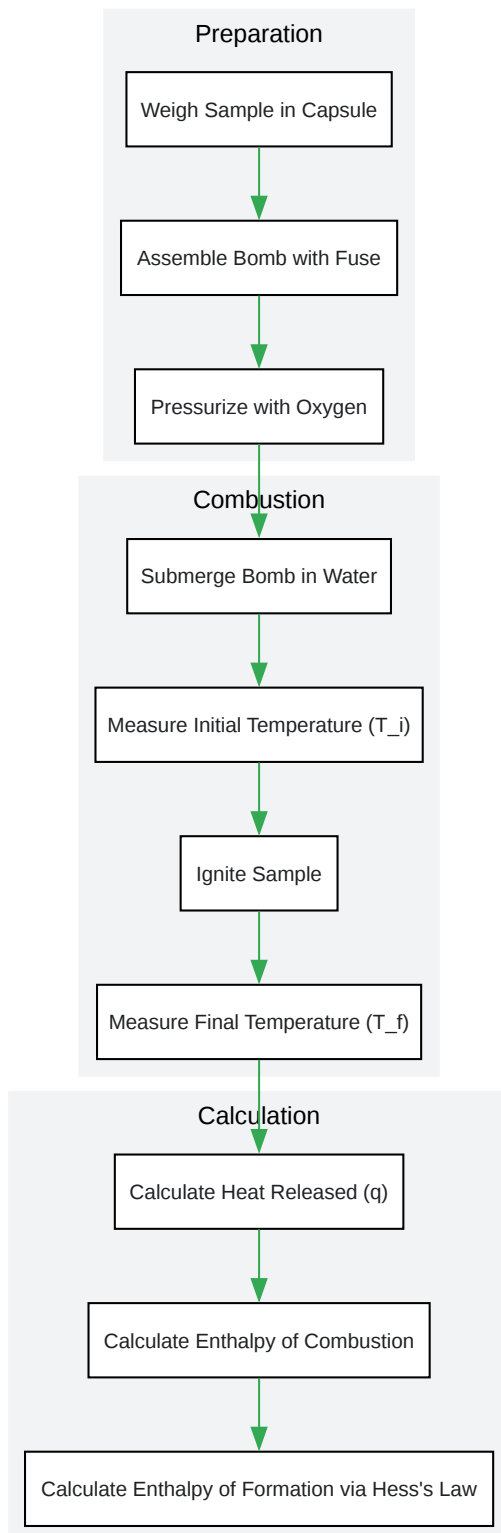 Preparation
Weigh Sample in Capsule
Assemble Bomb with Fuse
Pressurize with Oxygen
Combustion
Submerge Bomb in Water
Measure Initial Temperature (T_i)
Ignite Sample
Measure Final Temperature (T_f)
Calculation
Calculate Heat Released (q)
Calculate Enthalpy of Combustion
Calculate Enthalpy of Formation via Hess's Law